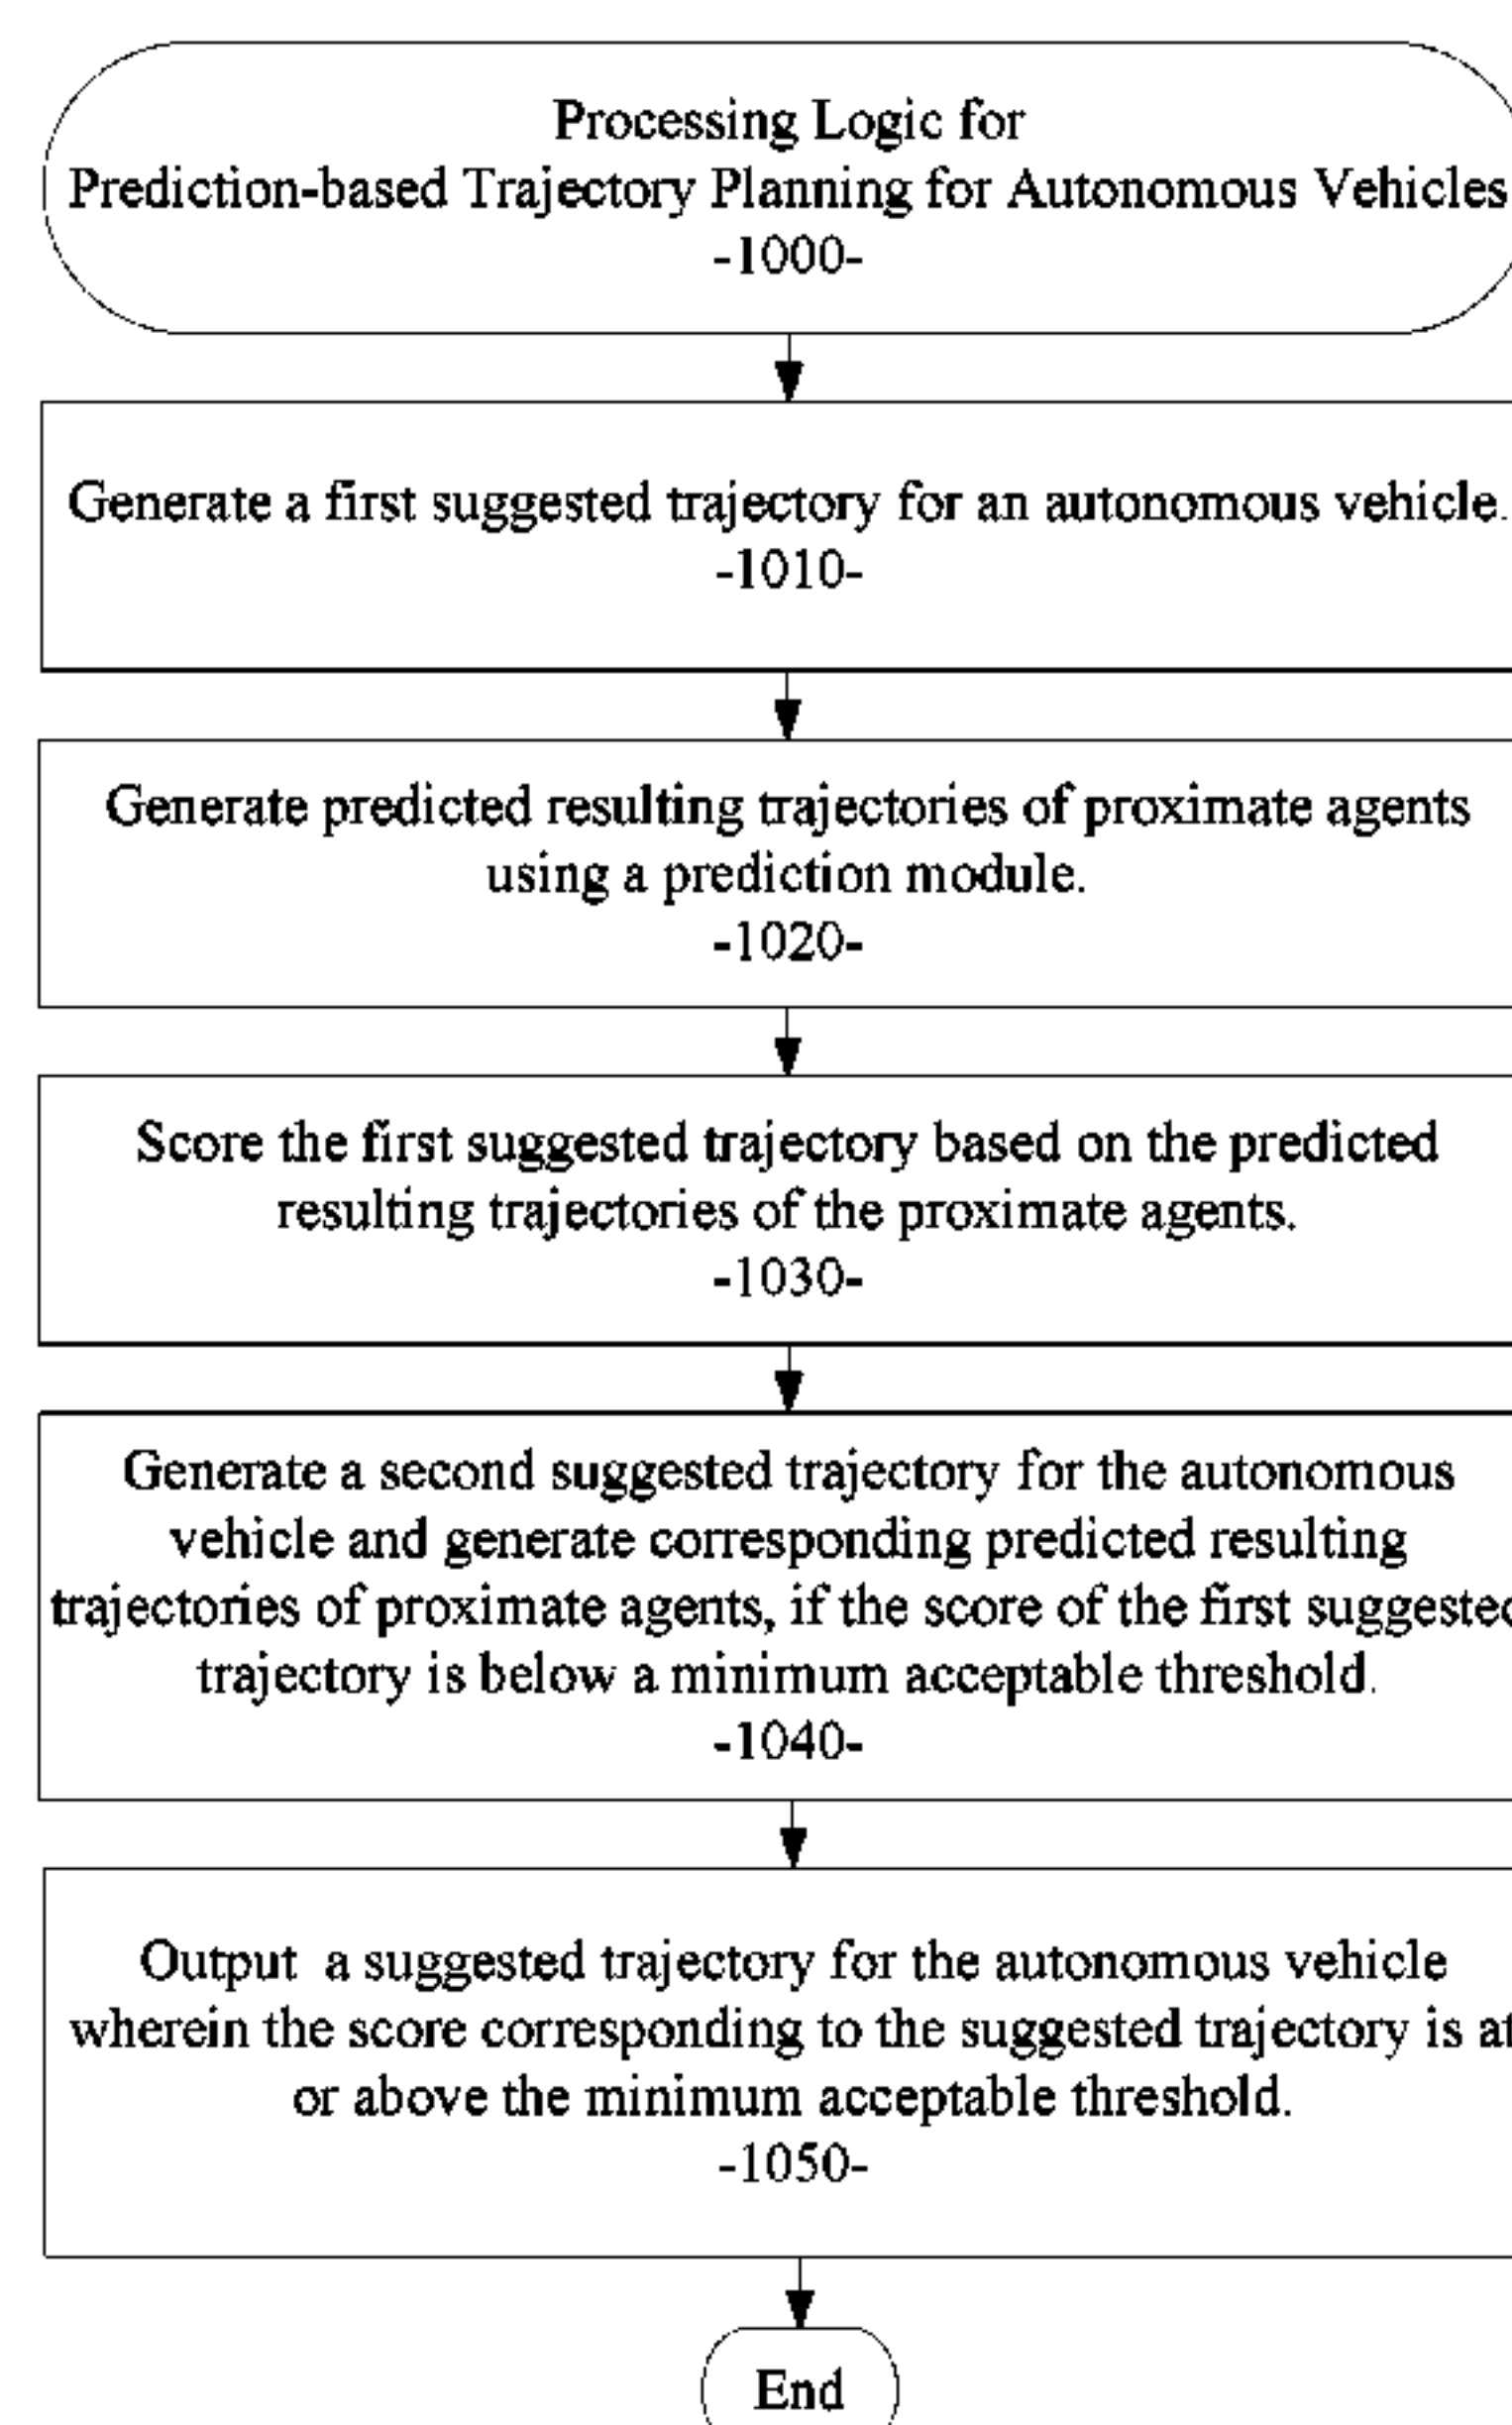 Processing Logic for
Prediction-based Trajectory Planning for Autonomous Vehicles
-1000-
Generate a first suggested trajectory for an autonomous vehicle.
-1010-
Generate predicted resulting trajectories of proximate agents
using a prediction module.
-1020-
Score the first suggested trajectory based on the predicted
resulting trajectories of the proximate agents.
-1030-
Generate a second suggested trajectory for the autonomous
vehicle and generate corresponding predicted resulting
trajectories of proximate agents, if the score of the first suggested
trajectory is below a minimum acceptable threshold.
-1040-
Output a suggested trajectory for the autonomous vehicle
wherein the score corresponding to the suggested trajectory is at
or above the minimum acceptable threshold.
-1050-
End